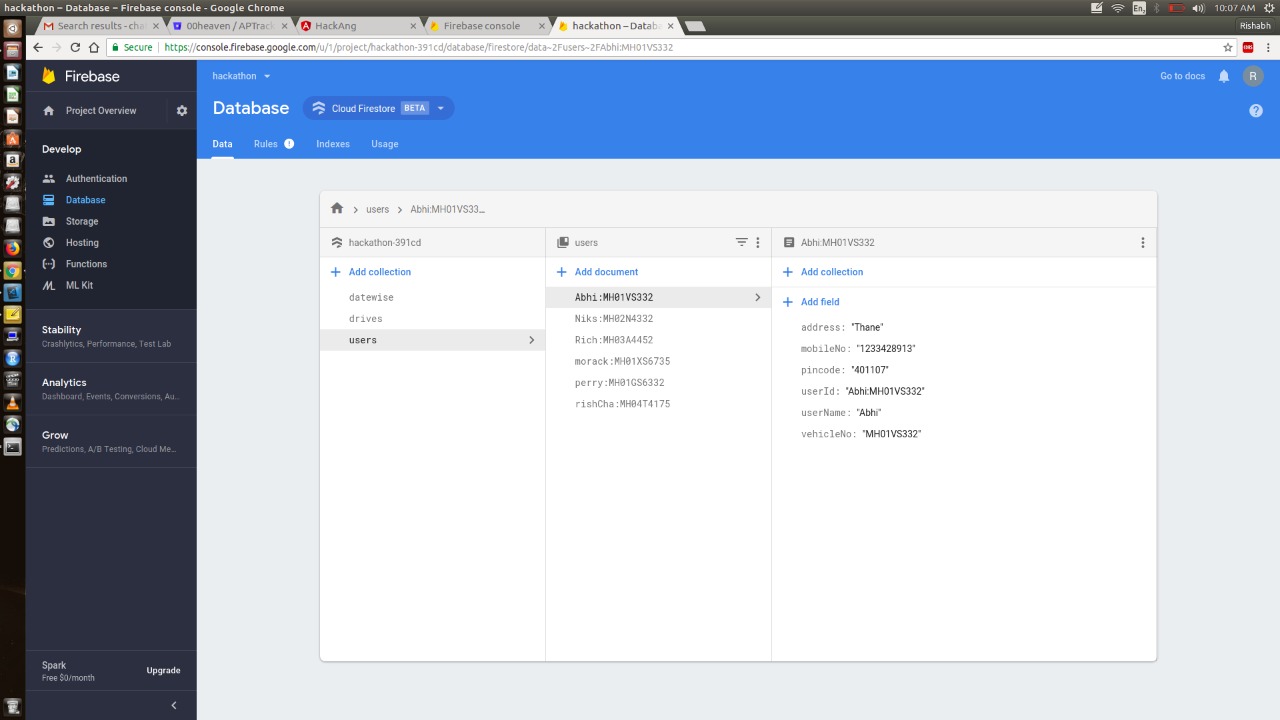 hackathon – Database – Firebase console - Google Chrome
En
10:07 AM
Search results - cha
00heaven / APTrack
HackAng
Firebase console
hackathon – Databa
Rishabh
Secure
https://console.firebase.google.com/u/1/project/hackathon-391cd/database/firestore/data~2Fusers~2FAbhi:MH01VS332
Firebase
hackathon
Go to docs
R
Project Overview
Database
Cloud Firestore
BETA
Data
Rules
Indexes
Usage
Develop
Authentication
Database
Storage
Hosting
Functions
ML Kit
Stability
Crashlytics, Performance, Test Lab
Analytics
Dashboard, Events, Conversions, Au...
Grow
Predictions, A/B Testing, Cloud Me...
Spark
Free $0/month
Upgrade
users
Abhi:MH01VS33...
hackathon-391cd
Add collection
datewise
drives
users
users
Add document
Abhi:MH01VS332
Niks:MH02N4332
Rich:MH03A4452
morack:MH01XS6735
perry:MH01GS6332
rishCha:MH04T4175
Abhi:MH01VS332
Add collection
Add field
address: "Thane"
mobileNo: "1233428913"
pincode: "401107"
userId: "Abhi:MH01VS332"
userName: "Abhi"
vehicleNo: "MH01VS332"